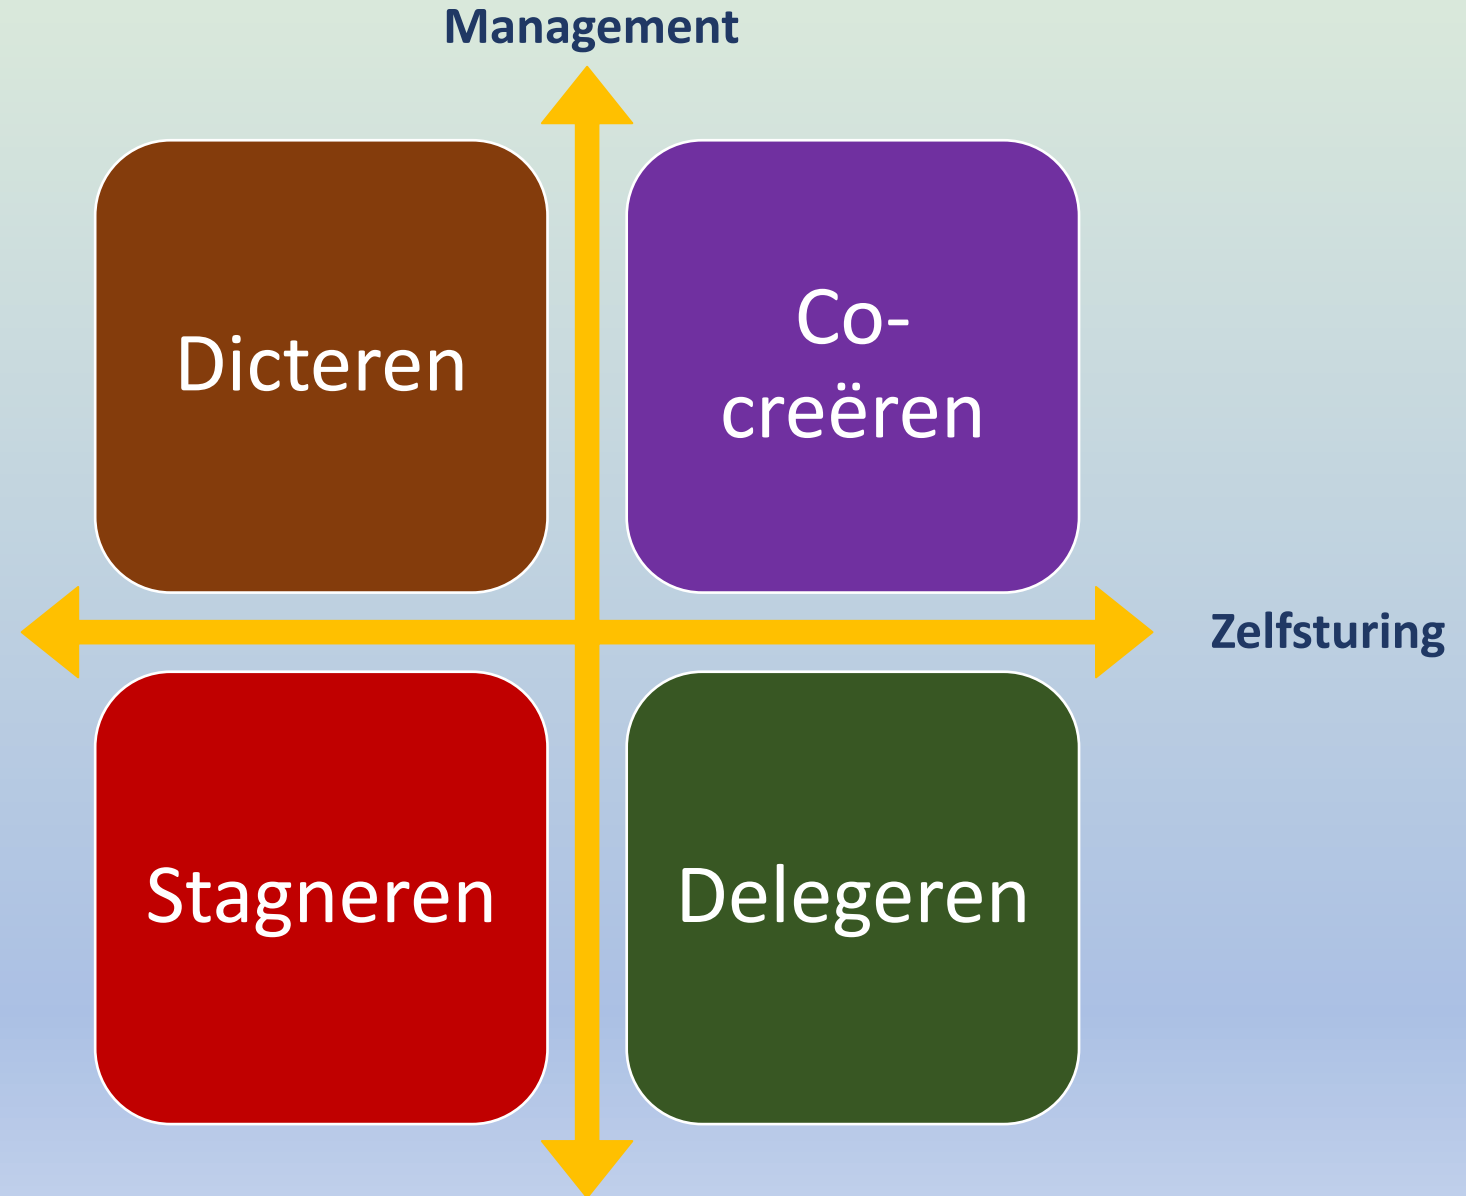 Management
Dicteren
Co-
creëren
Zelfsturing
Stagneren
Delegeren